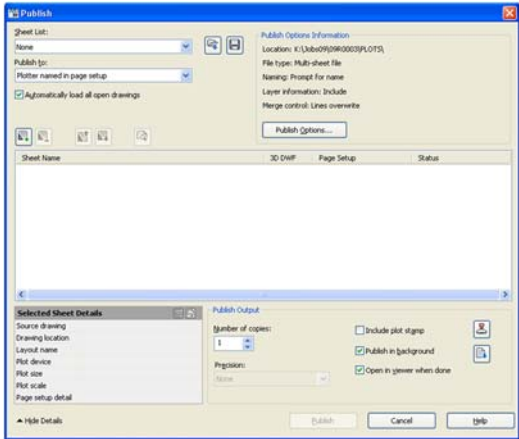 Publish
Sheet List:
None
Publish to:
Plotter named in page setup
Automatically load all open drawings
Publish Options Information
Location: K:\Jobs09\09R0003\PLOTS\
File type: Multi-sheet file
Naming: Prompt for name
Layer information: Include
Merge control: Lines overwrite
Publish Options...
Sheet Name 3D DWF Page Setup Status
Selected Sheet Details
Source drawing
Drawing location
Layout name
Plot device
Plot size
Plot scale
Page setup detail
Hide Details
Publish Output
Number of copies:
1
Precision:
None
Include plot stamp
Publish in background
Open in viewer when done
Publish Cancel Help